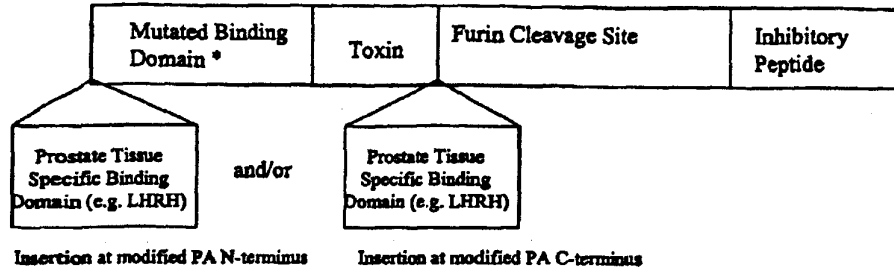 Mutated Binding
Domain *
Toxin
Furin Cleavage Site
Inhibitory
Peptide
Prostate Tissue
Specific Binding
Domain (e.g. LHRH)
and/or
Prostate Tissue
Specific Binding
Domain (e.g. LHRH)
Insertion at modified PA N-terminus
Insertion at modified PA C-terminus